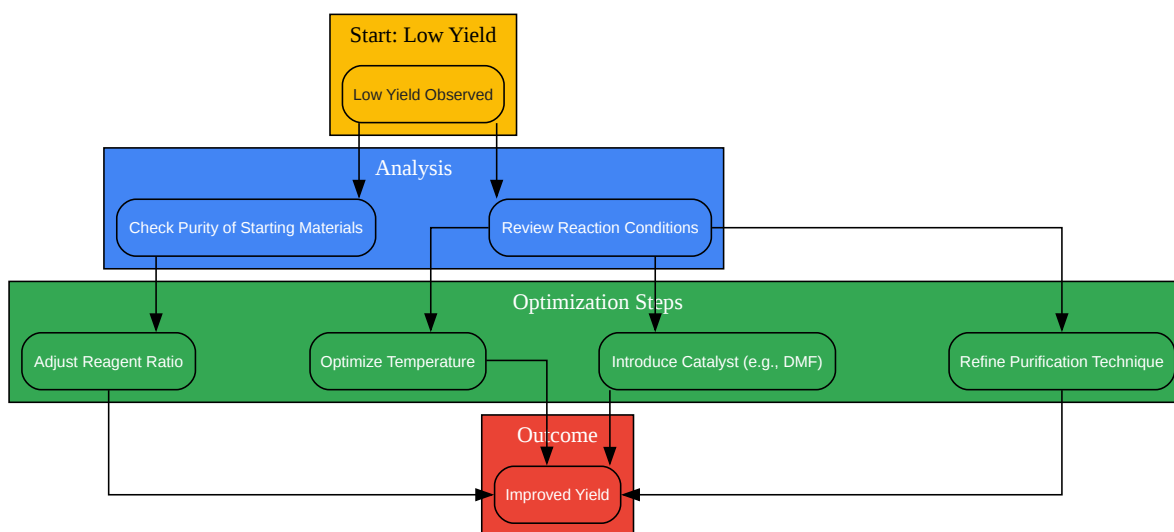 Start: Low Yield
Low Yield Observed
Analysis
Check Purity of Starting Materials
Review Reaction Conditions
Optimization Steps
Adjust Reagent Ratio
Optimize Temperature
Introduce Catalyst (e.g., DMF)
Refine Purification Technique
Outcome
Improved Yield